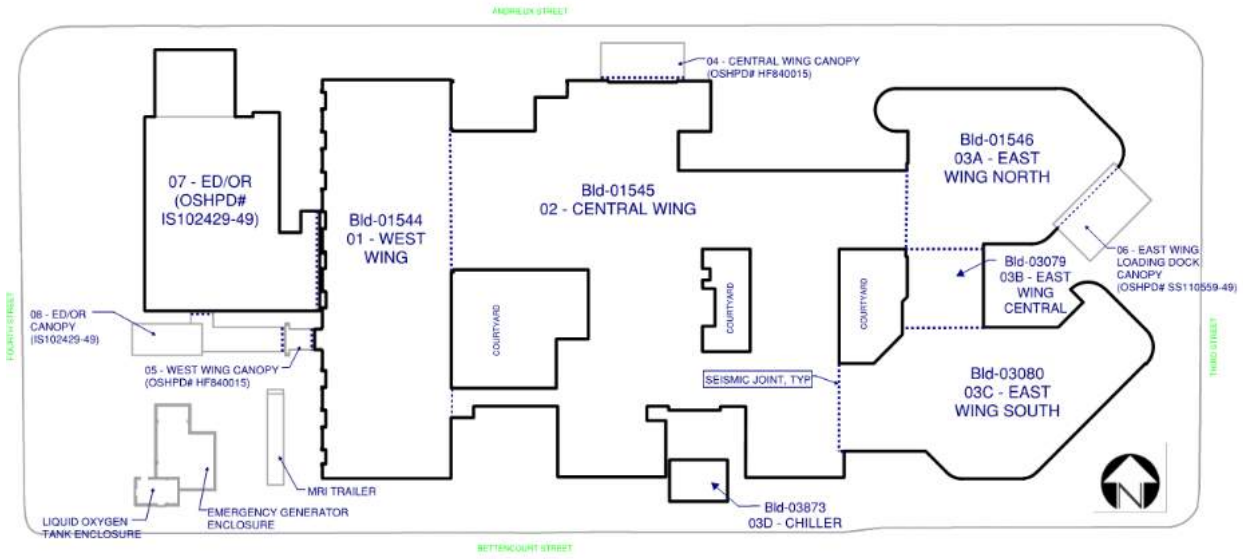 ANDRIEUX STREET
04 - CENTRAL WING CANOPY
(OSHPD# HF840015)
07 - ED/OR
(OSHPD#
IS102429-49)
Bld-01544
01 - WEST
WING
Bld-01545
02 - CENTRAL WING
Bld-01546
03A - EAST
WING NORTH
06 - EAST WING
LOADING DOCK
CANOPY
(OSHPD# SS110559-49)
Bld-03079
03B - EAST
WING
CENTRAL
COURTYARD
COURTYARD
COURTYARD
FOURTH STREET
THIRD STREET
08 - ED/OR
CANOPY
(IS102429-49)
05 - WEST WING CANOPY
(OSHPD# HF840015)
SEISMIC JOINT, TYP
Bld-03080
03C - EAST
WING SOUTH
MRI TRAILER
EMERGENCY GENERATOR
ENCLOSURE
LIQUID OXYGEN
TANK ENCLOSURE
Bld-03873
03D - CHILLER
N
BETTENCOURT STREET